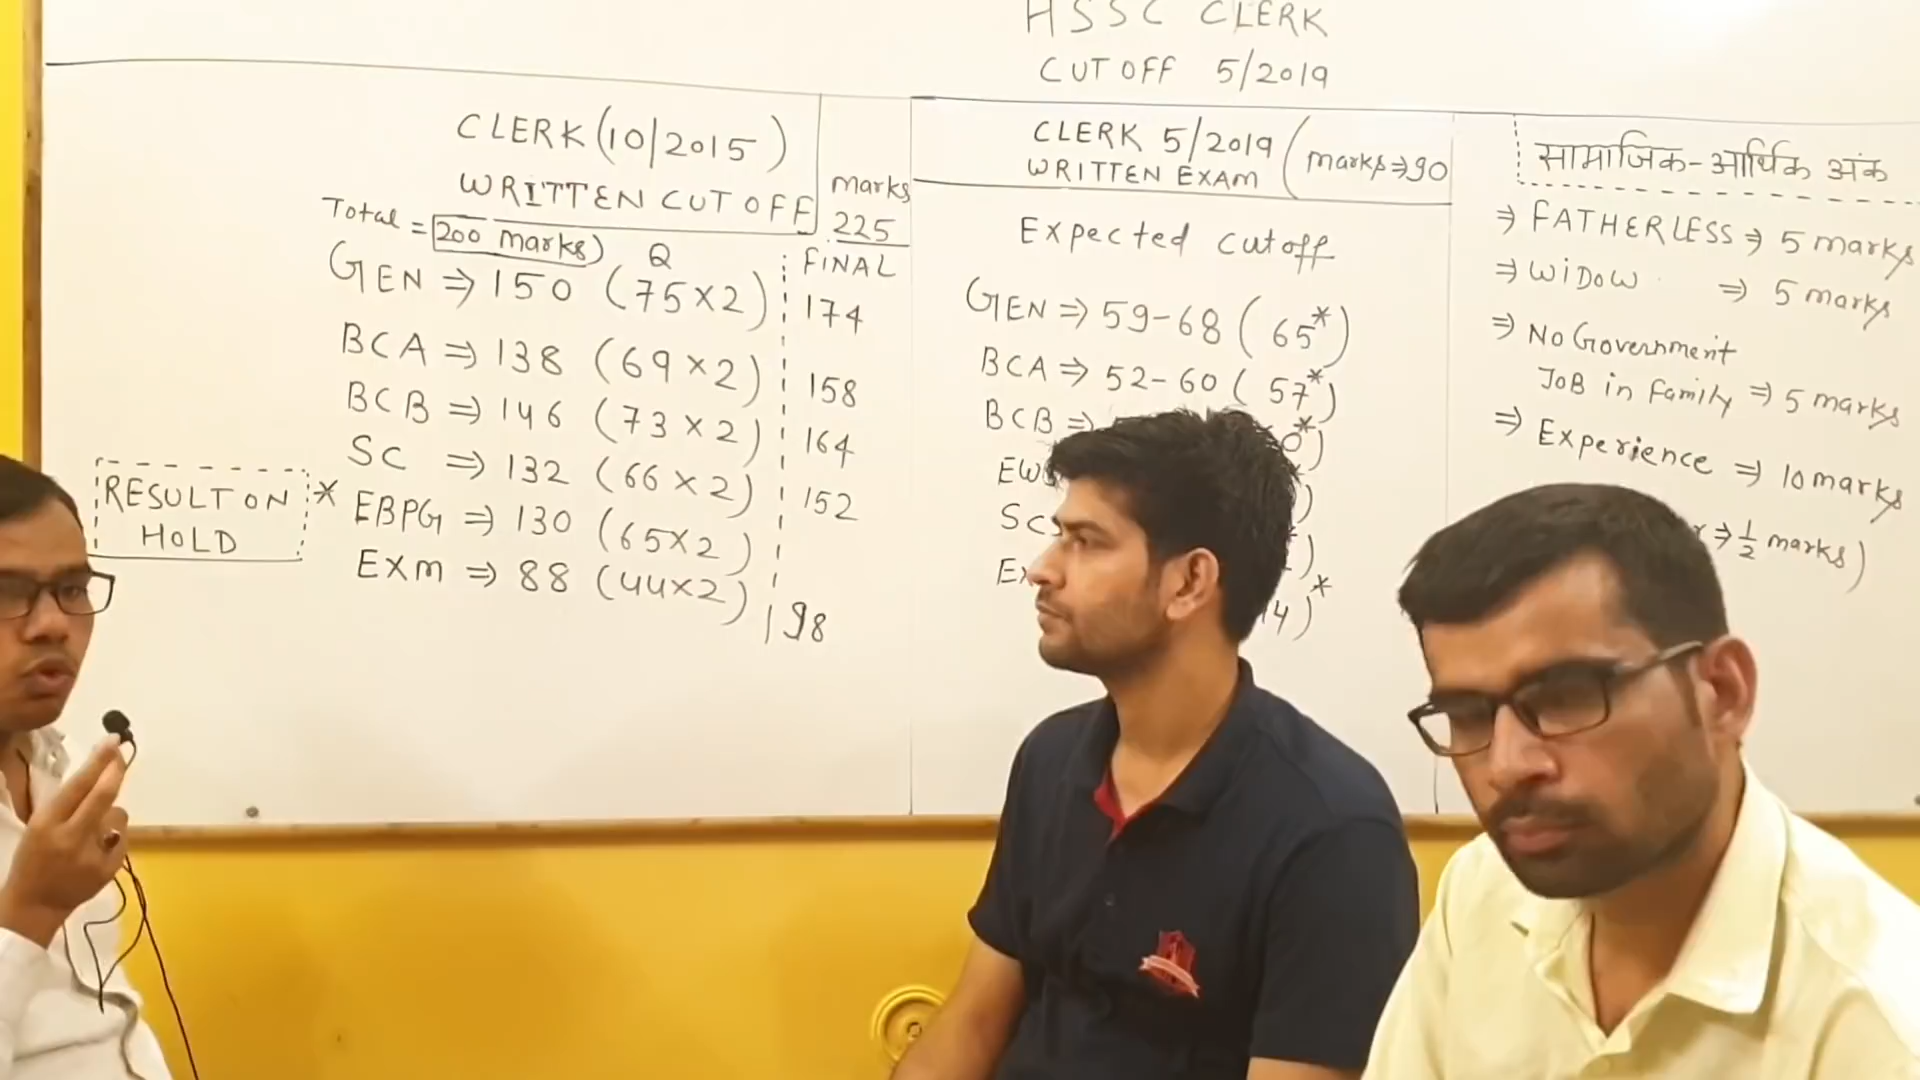 HSSC CLERK
CUT OFF 5/2019
CLERK (10/2015)
WRITTEN CUT OFF
marks
225
Total = 200 marks) Q
FINAL
GEN ⇒ 150 (75×2) 174
BCA ⇒ 138 (69×2) 158
BCB ⇒ 146 (73×2) 164
SC ⇒ 132 (66×2) 152
RESULT ON
HOLD
* EBPG ⇒ 130 (65×2)
EXM ⇒ 88 (44×2) 98
CLERK 5/2019
WRITTEN EXAM (marks⇒90
Expected cutoff
GEN ⇒ 59-68 (65*)
BCA ⇒ 52-60 (57*)
BCB ⇒
सामाजिक-आर्थिक अंक
⇒ FATHERLESS ⇒ 5 marks
⇒ WiDOW ⇒ 5 marks
⇒ No Government
JoB in family ⇒ 5 marks
⇒ Experience ⇒ 10 marks
⇒ 1/2 marks)